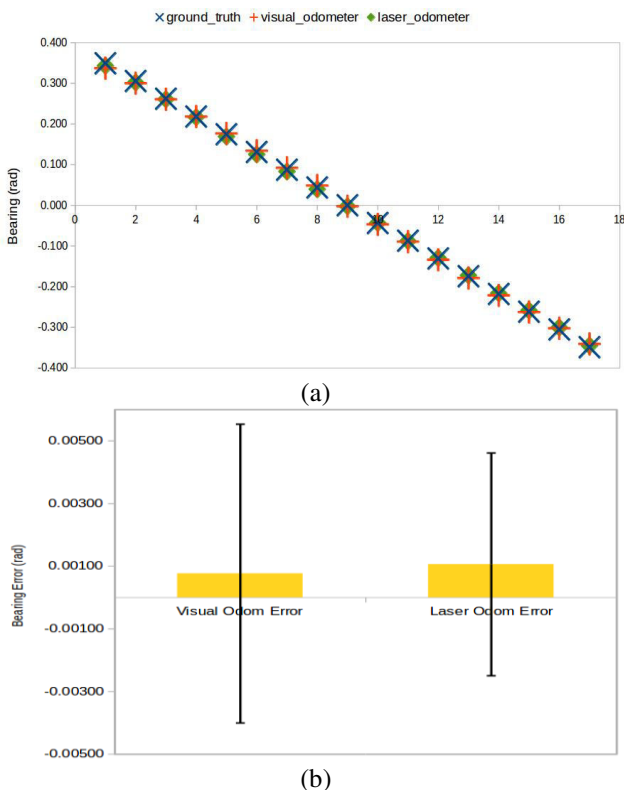 ground_truth visual_odometer laser_odometer
0.400
0.300
0.200
0.100
0.000
-0.100
-0.200
-0.300
-0.400
Bearing (rad)
0 2 4 6 8 10 12 14 16 18
(a)
0.00500
0.00300
0.00100
-0.00100
-0.00300
-0.00500
Bearing Error (rad)
Visual Odom Error Laser Odom Error
(b)